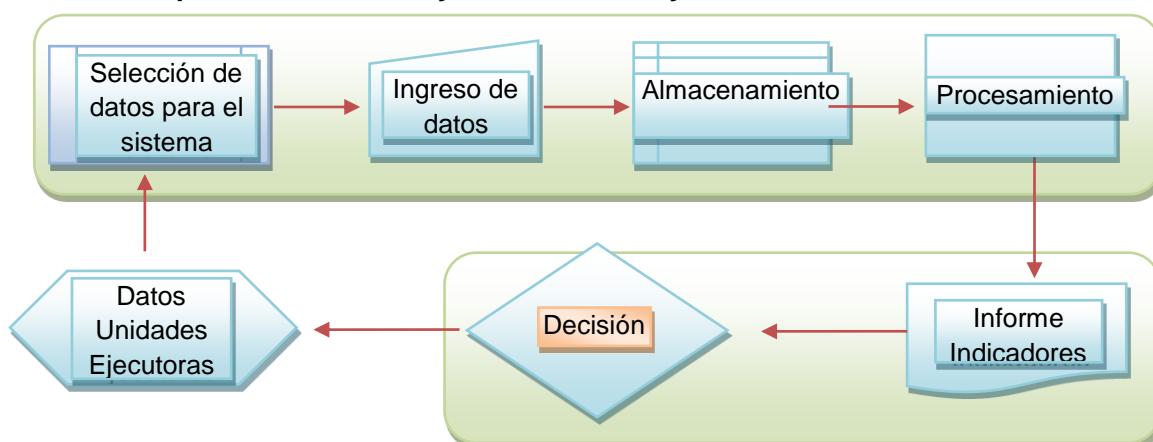 Selección de
datos para el
sistema
Ingreso de
datos
Almacenamiento
Procesamiento
Datos
Unidades
Ejecutoras
Decisión
Informe
Indicadores